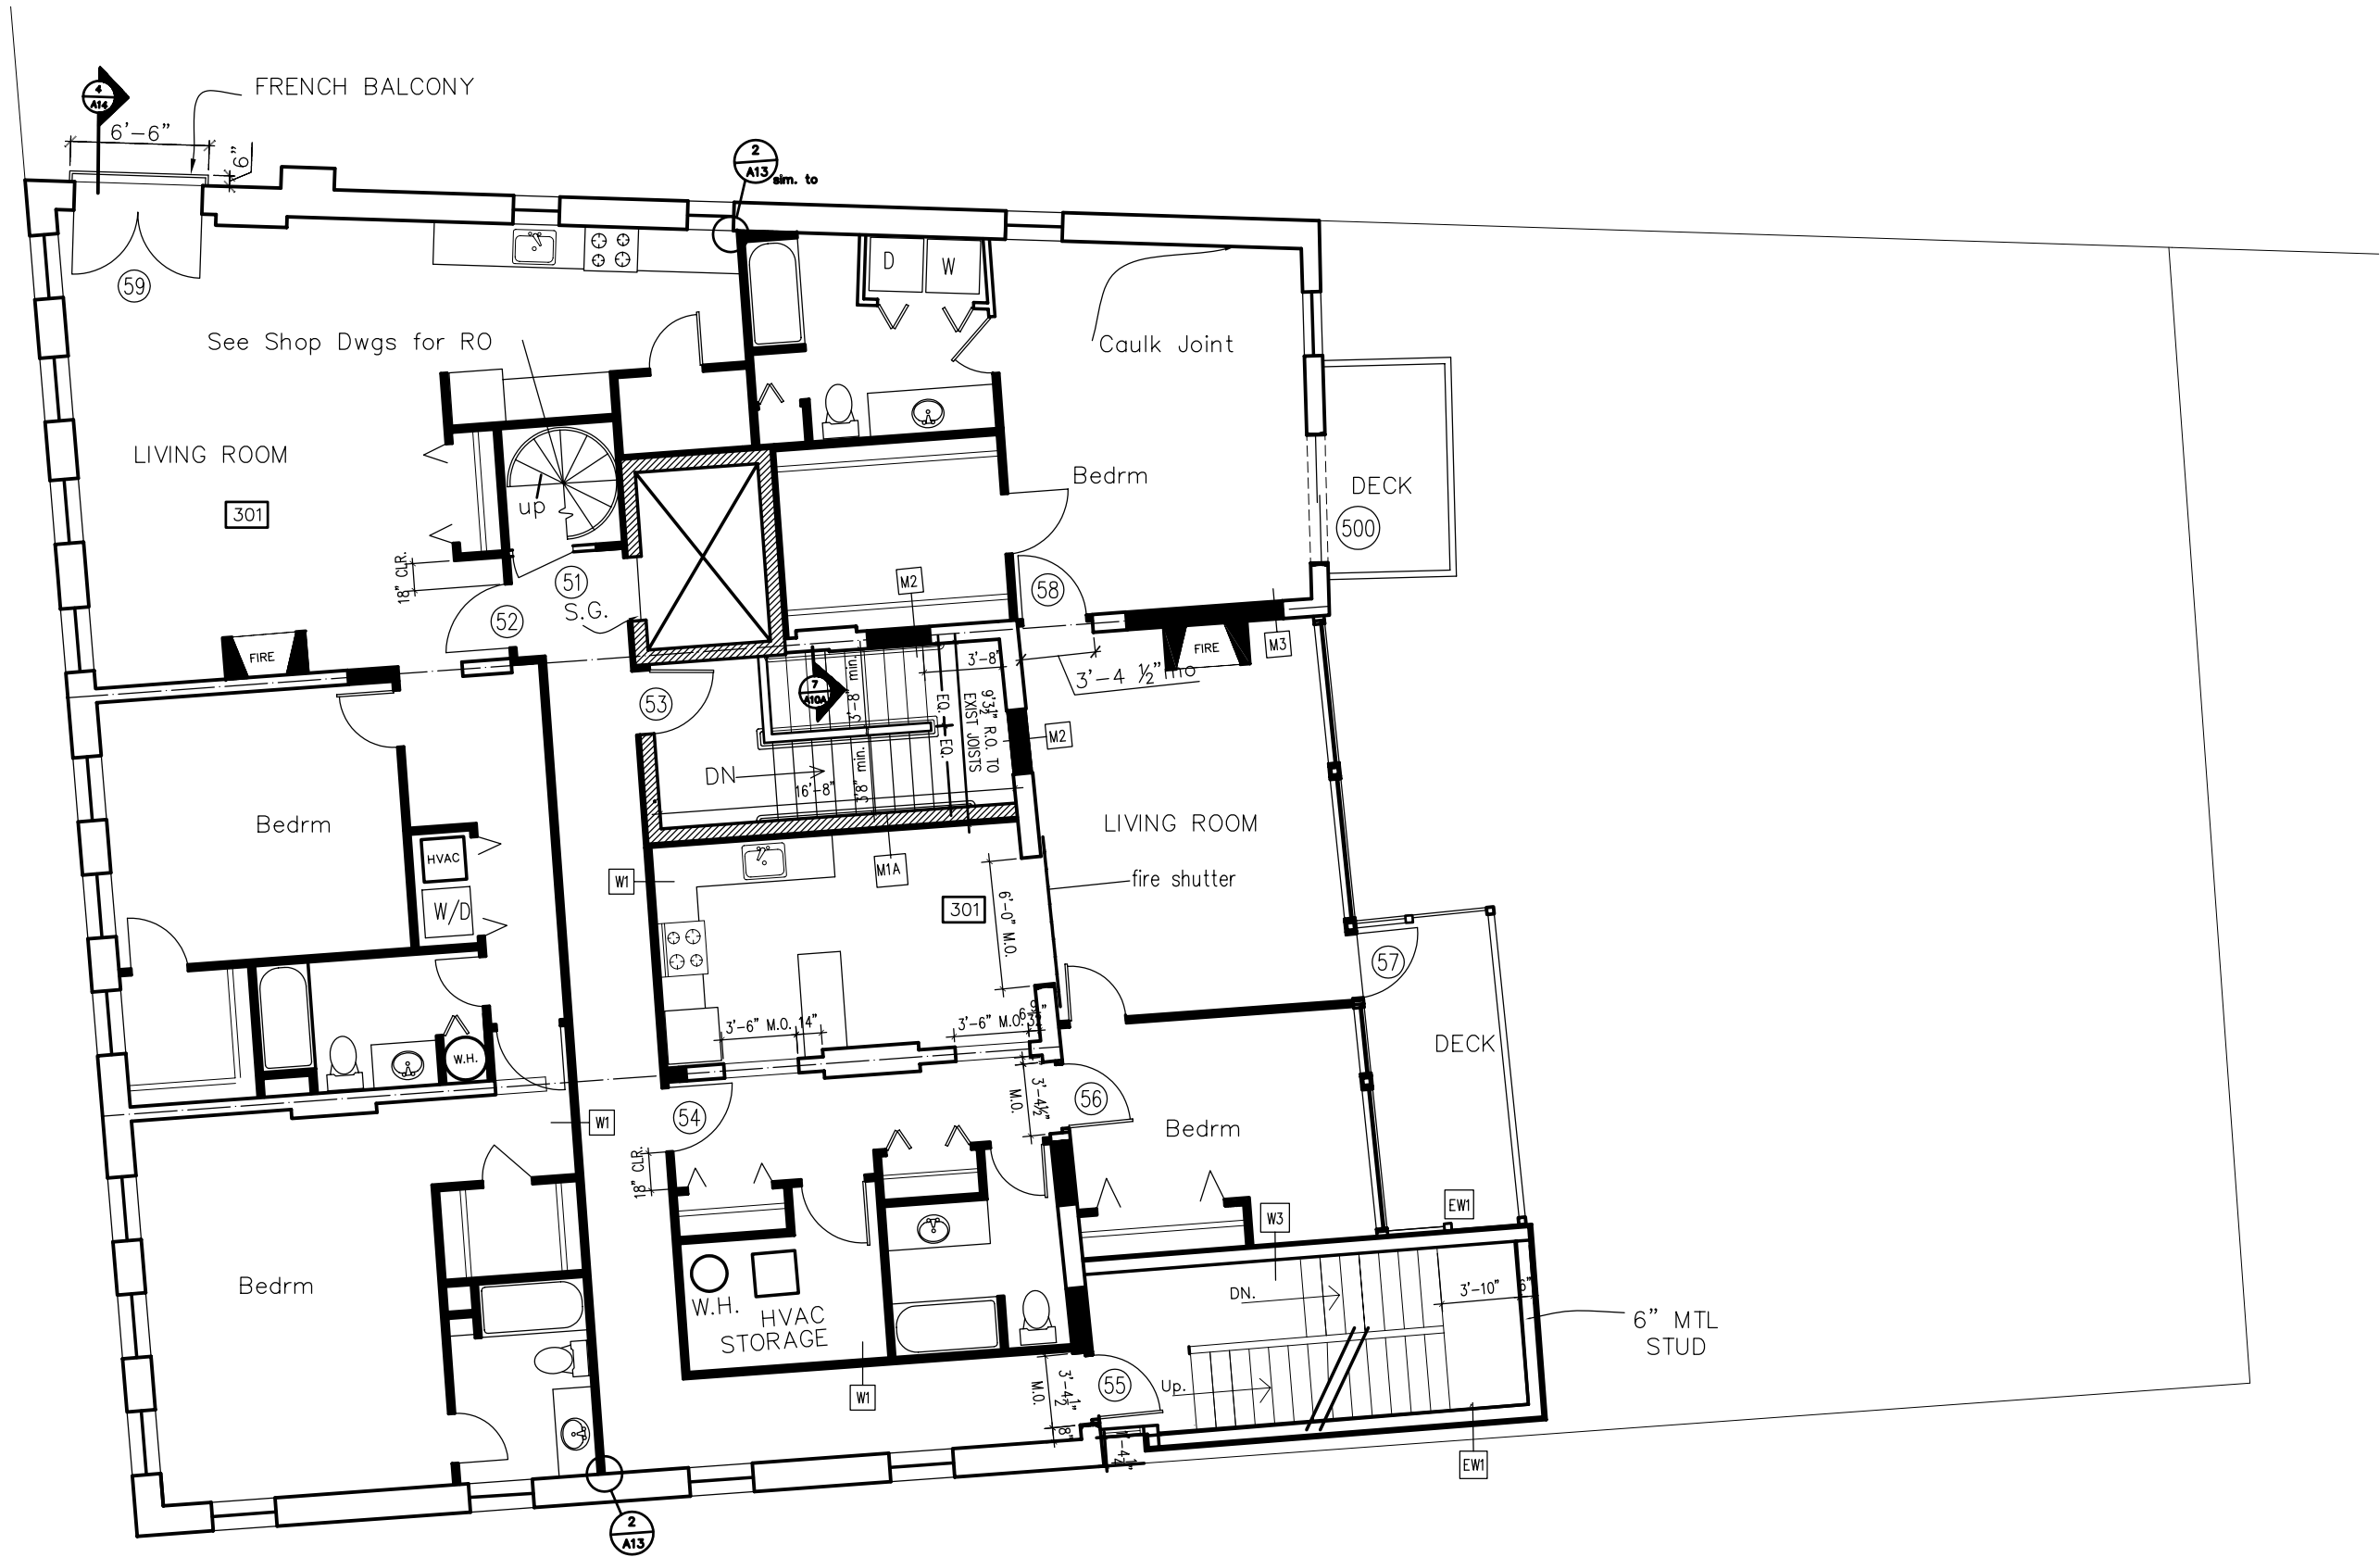 FRENCH BALCONY
4
A14
6'-6"
6"
2
A13
sim. to
59
D
W
See Shop Dwgs for RO
Caulk Joint
LIVING ROOM
301
up
Bedrm
DECK
500
18" CLR.
51
S.G.
52
M2
58
FIRE
FIRE
M3
3'-8"
3'-4 ½" mo
53
7
A10A
3'-8 min.
EQ.
EQ.
9'3½" R.O. TO
EXIST JOISTS
M2
DN
16'-8"
3'8" min.
Bedrm
LIVING ROOM
HVAC
W1
M1A
fire shutter
W/D
301
6'-0" M.O.
57
3'-6" M.O.
14"
3'-6" M.O.
DECK
W.H.
3'-4½"
M.O.
56
54
W1
Bedrm
18" CLR.
EW1
W3
Bedrm
W.H.
HVAC
STORAGE
DN.
3'-10"
6"
6" MTL
STUD
Up.
55
3'-4½"
M.O.
8"
1'-4½"
W1
EW1
2
A13